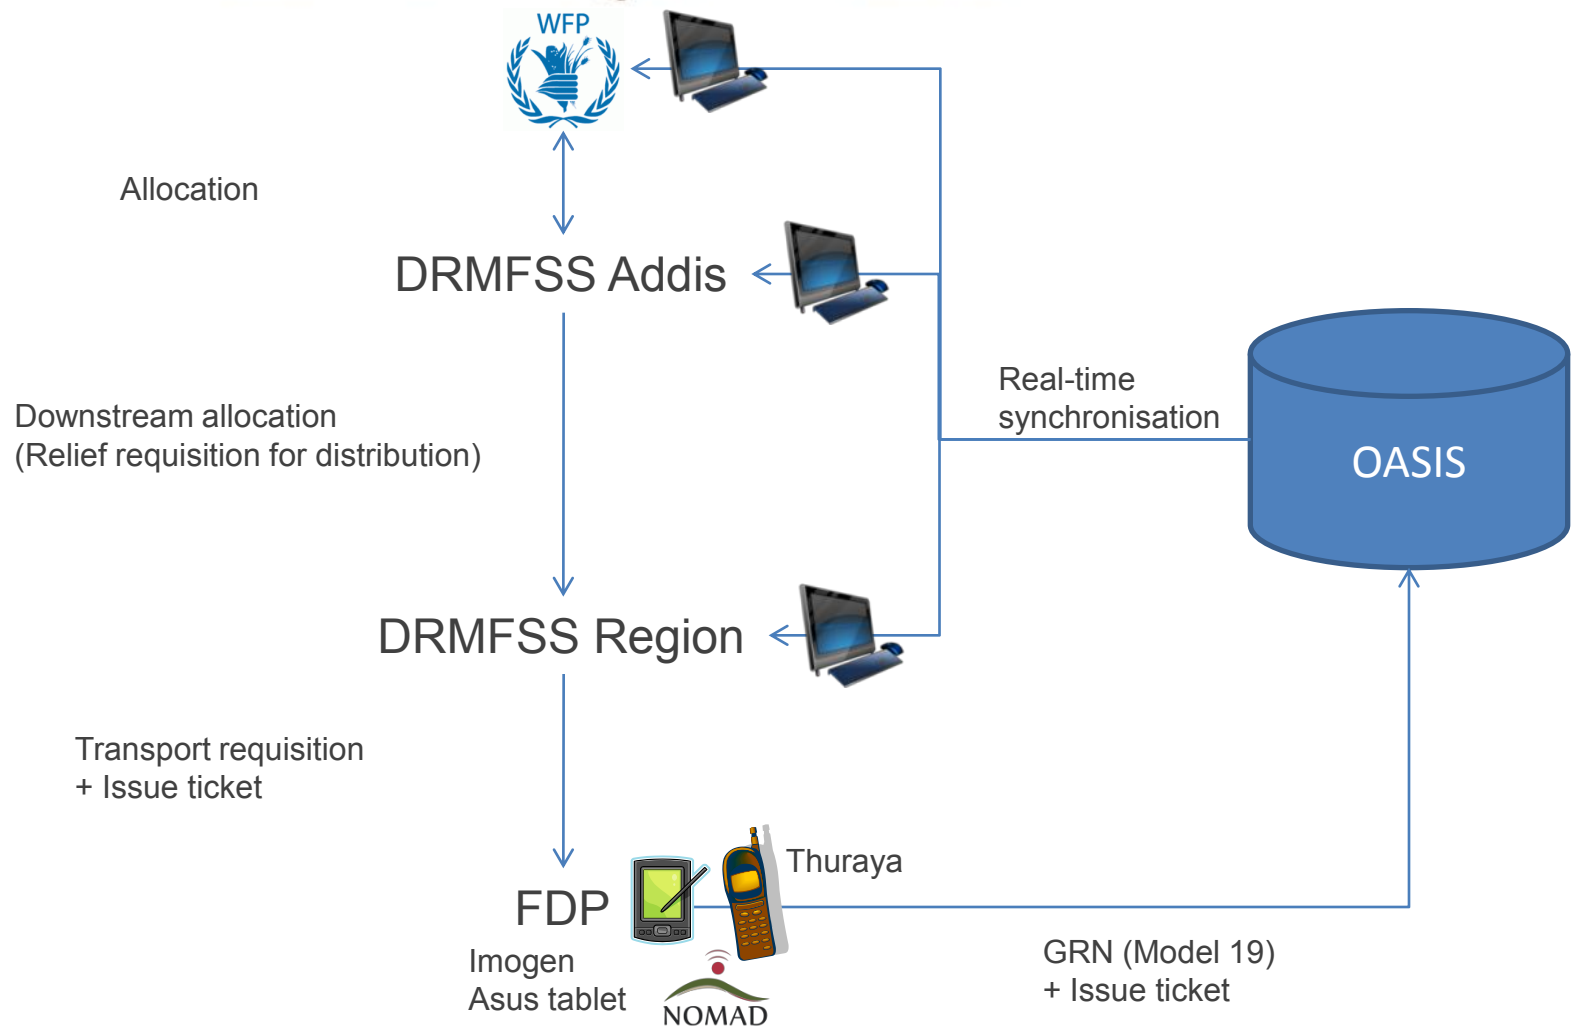 WFP
Allocation
DRMFSS Addis
Real-time
synchronisation
Downstream allocation
(Relief requisition for distribution)
OASIS
DRMFSS Region
Transport requisition
+ Issue ticket
Thuraya
FDP
Imogen
Asus tablet
NOMAD
GRN (Model 19)
+ Issue ticket